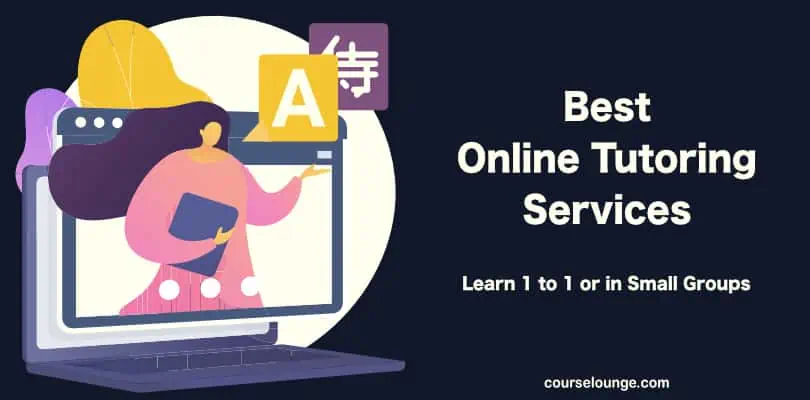 侍
A
Best
Online Tutoring
Services
Learn 1 to 1 or in Small Groups
courselounge.com